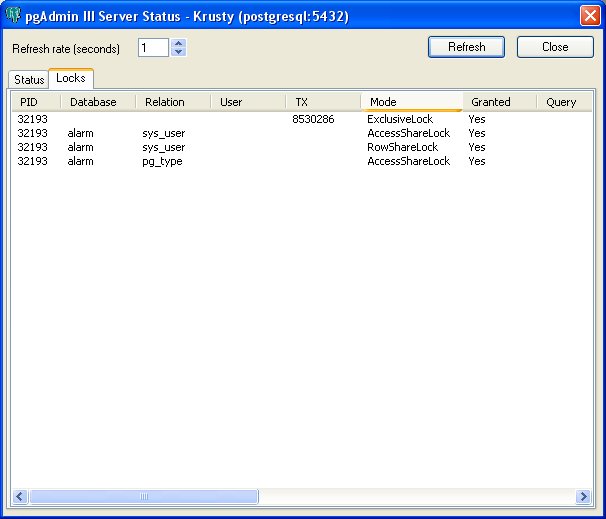 pgAdmin III Server Status - Krusty (postgresql:5432)
Refresh rate (seconds) 1 Refresh Close
Status Locks
PID Database Relation User TX Mode Granted Query
32193 8530286 ExclusiveLock Yes
32193 alarm sys_user AccessShareLock Yes
32193 alarm sys_user RowShareLock Yes
32193 alarm pg_type AccessShareLock Yes